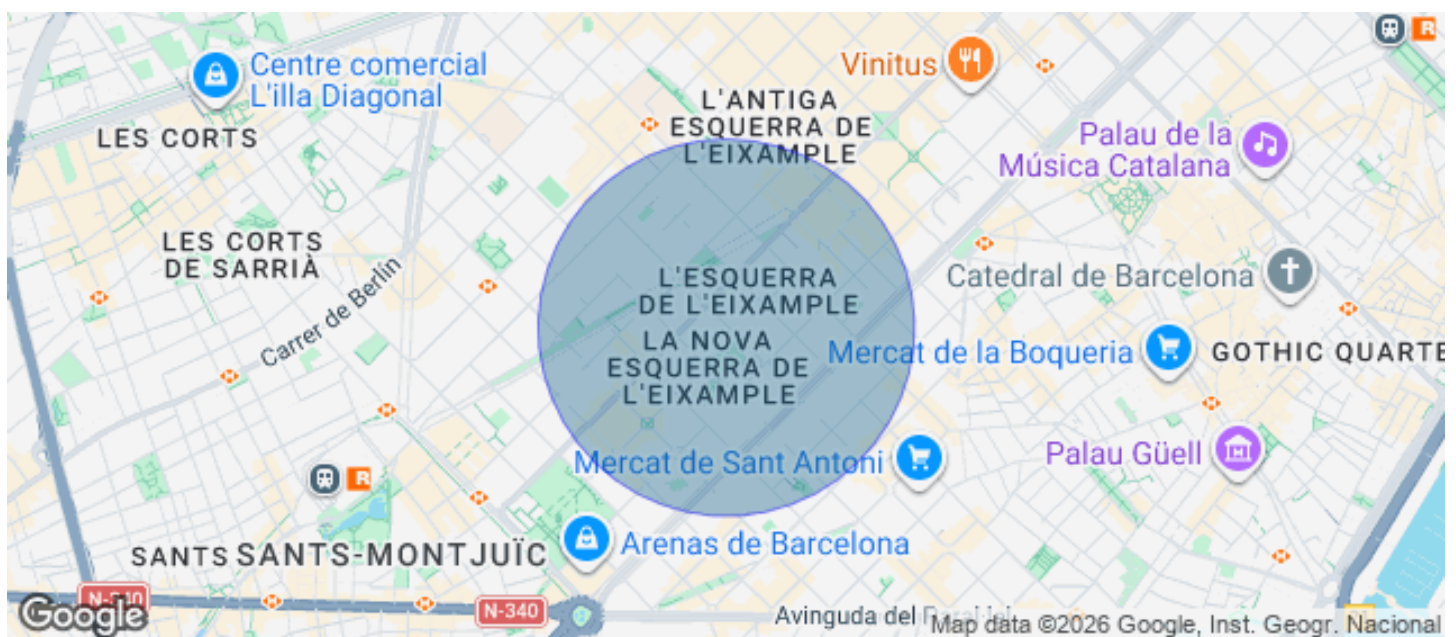 Centre comercial
L'illa Diagonal
Vinitus
L'ANTIGA
ESQUERRA DE
L'EIXAMPLE
LES CORTS
Palau de la
Música Catalana
LES CORTS
DE SARRIÀ
Carrer de Berlín
L'ESQUERRA
DE L'EIXAMPLE
Catedral de Barcelona
LA NOVA
ESQUERRA DE
L'EIXAMPLE
Mercat de la Boqueria
GOTHIC QUARTE
Mercat de Sant Antoni
Palau Güell
R
R
SANTS
SANTS-MONTJUÏC
Arenas de Barcelona
N-340
N-340
Google
Avinguda del
Map data ©2026 Google, Inst. Geogr. Nacional